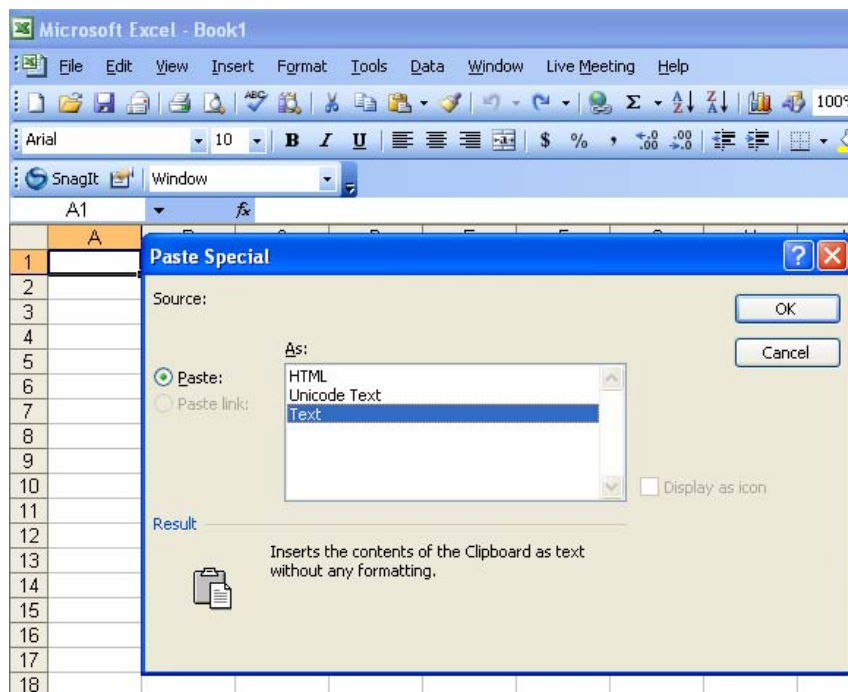 Microsoft Excel - Book1
File Edit View Insert Format Tools Data Window Live Meeting Help
ABC Σ A Z Z A 100%
Arial 10 B I U $ % , .00 .00
SnagIt Window
A1 fx
A
1 Paste Special
2
3 Source: OK
4
5 As: Cancel
6 Paste: HTML
Unicode Text
7 Paste link: Text
8
9
10 Display as icon
11
12 Result
13 Inserts the contents of the Clipboard as text
14 without any formatting.
15
16
17
18